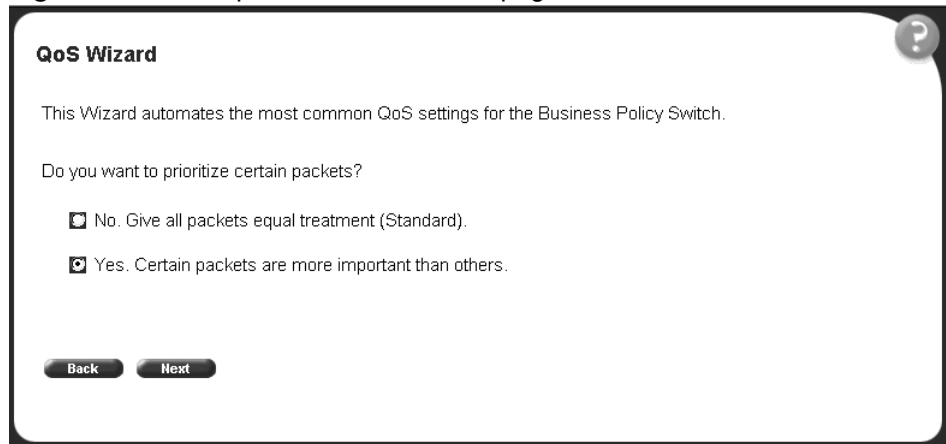 QoS Wizard
?
This Wizard automates the most common QoS settings for the Business Policy Switch.
Do you want to prioritize certain packets?
No. Give all packets equal treatment (Standard).
Yes. Certain packets are more important than others.
Back Next